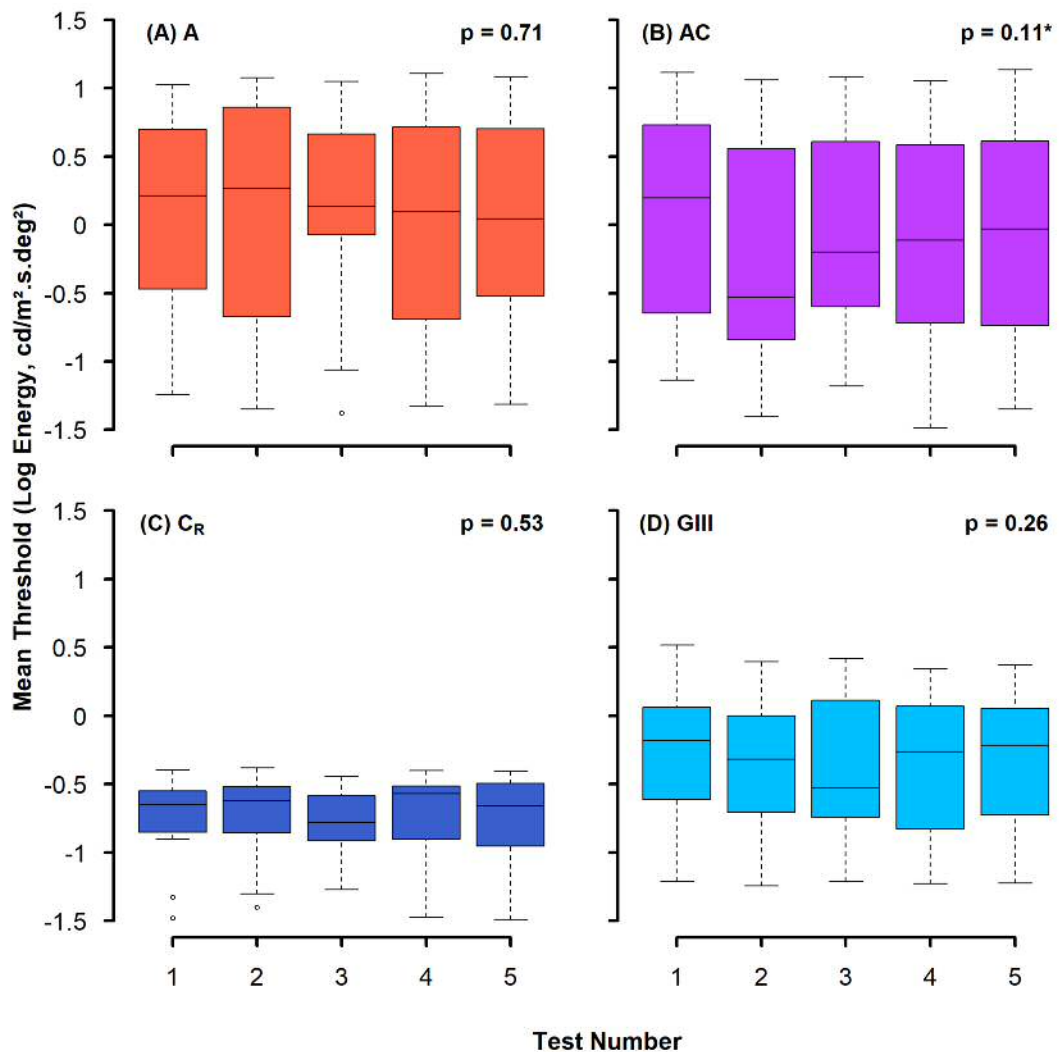 Mean Threshold (Log Energy, cd/m².s.deg²)
(A) A
p = 0.71
1.5
1
0.5
0
-0.5
-1
-1.5
(B) AC
p = 0.11*
(C) CR
p = 0.53
1.5
1
0.5
0
-0.5
-1
-1.5
1 2 3 4 5
(D) GIII
p = 0.26
1 2 3 4 5
Test Number